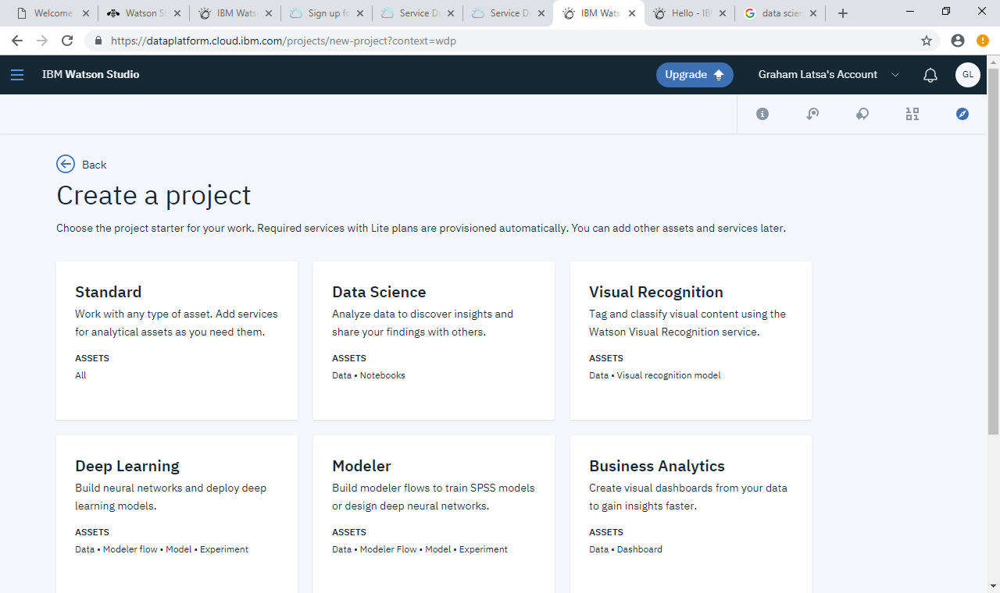 Welcome
Watson St
IBM Wats
Sign up fo
Service De
Service De
IBM Wats
Hello - IB
data scien
https://dataplatform.cloud.ibm.com/projects/new-project?context=wdp
IBM Watson Studio
Upgrade
Graham Latsa's Account
GL
Back
Create a project
Choose the project starter for your work. Required services with Lite plans are provisioned automatically. You can add other assets and services later.
Standard
Work with any type of asset. Add services
for analytical assets as you need them.
ASSETS
All
Data Science
Analyze data to discover insights and
share your findings with others.
ASSETS
Data • Notebooks
Visual Recognition
Tag and classify visual content using the
Watson Visual Recognition service.
ASSETS
Data • Visual recognition model
Deep Learning
Build neural networks and deploy deep
learning models.
ASSETS
Data • Modeler flow • Model • Experiment
Modeler
Build modeler flows to train SPSS models
or design deep neural networks.
ASSETS
Data • Modeler Flow • Model • Experiment
Business Analytics
Create visual dashboards from your data
to gain insights faster.
ASSETS
Data • Dashboard